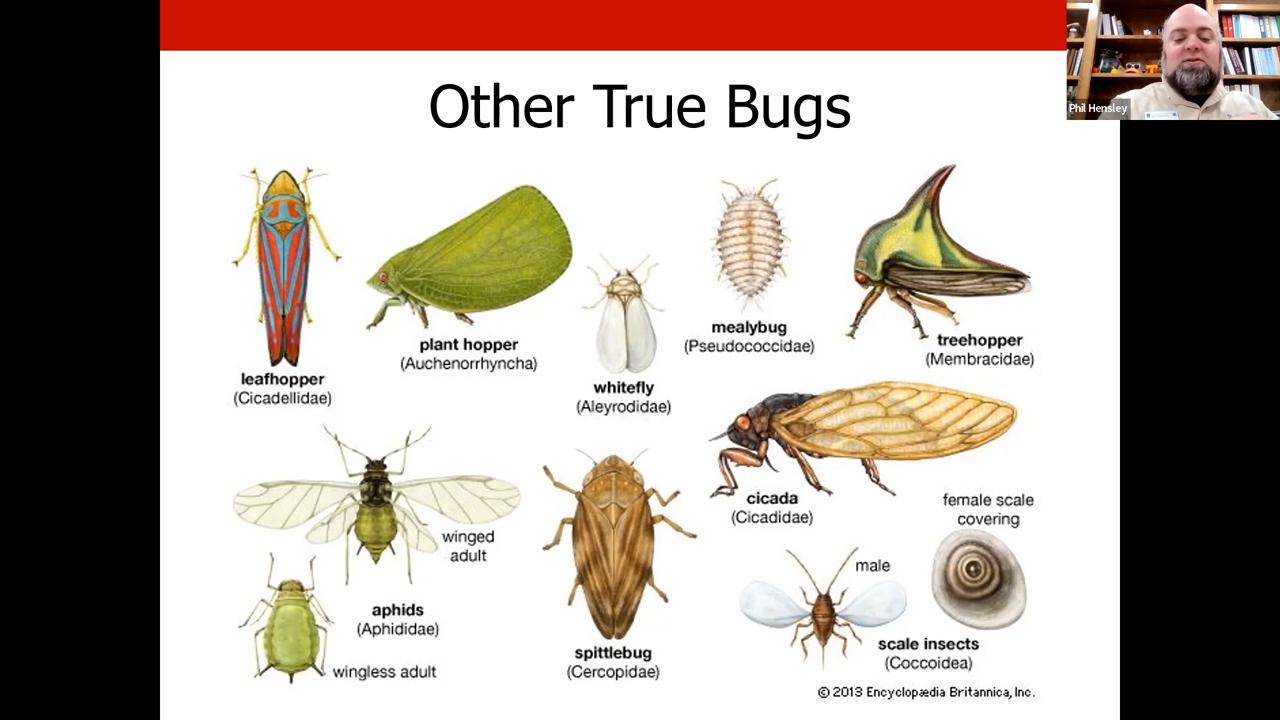 Phil Hensley
Other True Bugs
leafhopper
(Cicadellidae)
plant hopper
(Auchenorrhyncha)
whitefly
(Aleyrodidae)
mealybug
(Pseudococcidae)
treehopper
(Membracidae)
winged
adult
aphids
(Aphididae)
wingless adult
spittlebug
(Cercopidae)
cicada
(Cicadidae)
female scale
covering
male
scale insects
(Coccoidea)
© 2013 Encyclopædia Britannica, Inc.